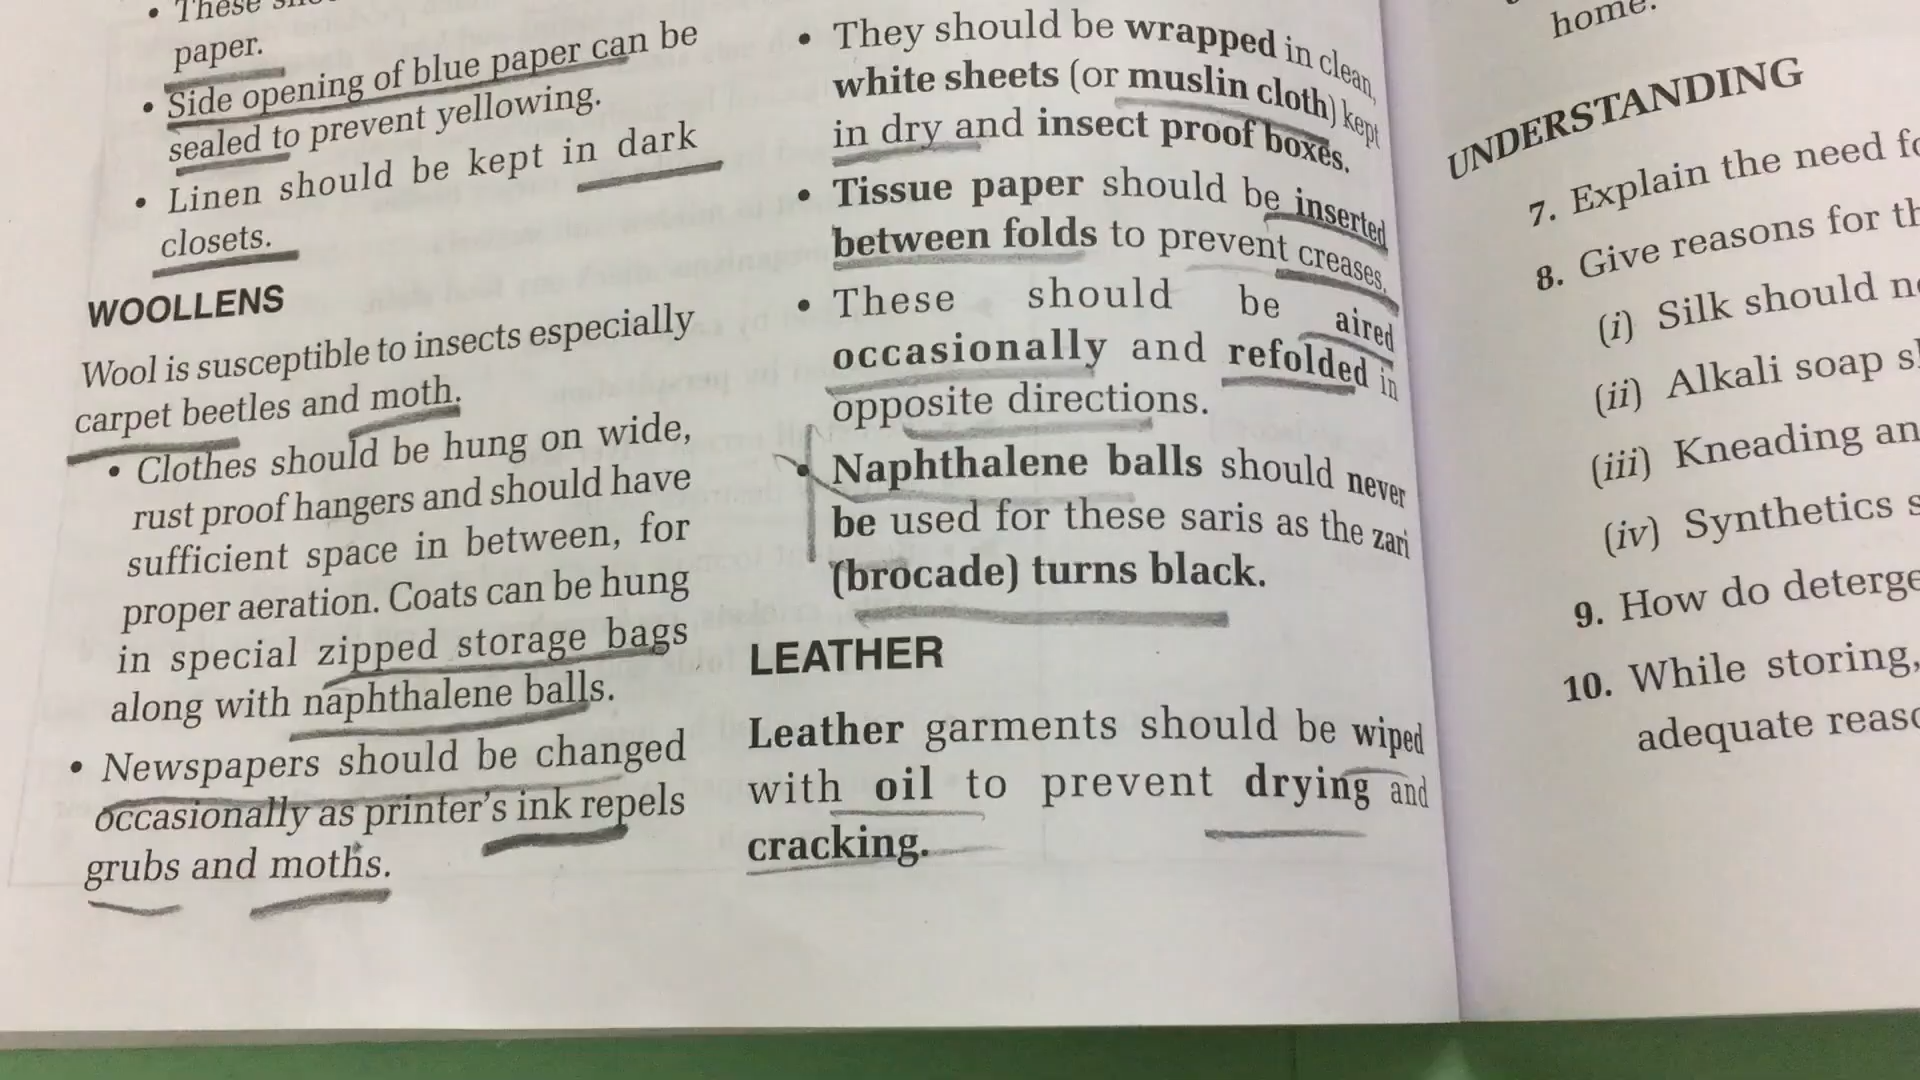 • These
paper.
• Side opening of blue paper can be
sealed to prevent yellowing.
• Linen should be kept in dark
closets.
WOOLLENS
Wool is susceptible to insects especially
carpet beetles and moth.
• Clothes should be hung on wide,
rust proof hangers and should have
sufficient space in between, for
proper aeration. Coats can be hung
in special zipped storage bags
along with naphthalene balls.
• Newspapers should be changed
occasionally as printer's ink repels
grubs and moths.
• They should be wrapped in clean,
white sheets (or muslin cloth) kept
in dry and insect proof boxes.
• Tissue paper should be inserted
between folds to prevent creases.
• These should be aired
occasionally and refolded in
opposite directions.
• Naphthalene balls should never
be used for these saris as the zari
(brocade) turns black.
LEATHER
Leather garments should be wiped
with oil to prevent drying and
cracking.
home.
UNDERSTANDING
7. Explain the need
8. Give reasons for
(i) Silk should
(ii) Alkali soap
(iii) Kneading
(iv) Synthetics
9. How do
10. While storing,
adequate